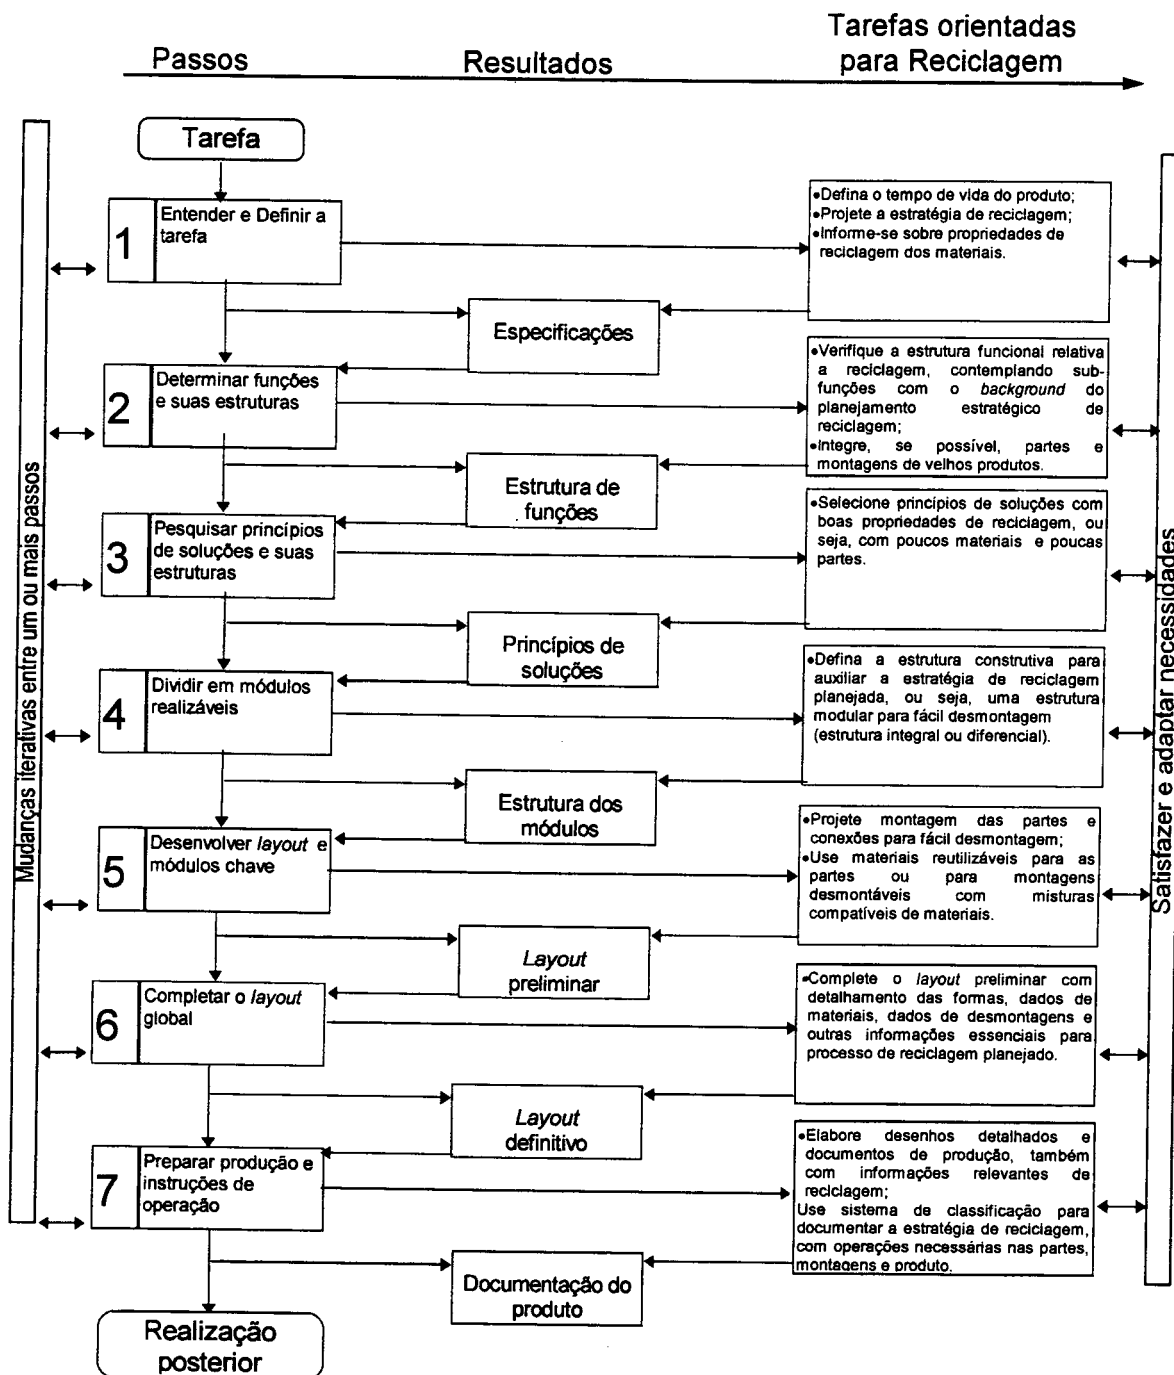 Passos
Resultados
Tarefas orientadas
para Reciclagem
Tarefa
1
Entender e Definir a
tarefa
•Defina o tempo de vida do produto;
•Projete a estratégia de reciclagem;
•Informe-se sobre propriedades de
reciclagem dos materiais.
Especificações
2
Determinar funções
e suas estruturas
•Verifique a estrutura funcional relativa
a reciclagem, contemplando sub-
funções com o background do
planejamento estratégico de
reciclagem;
•Integre, se possível, partes e
montagens de velhos produtos.
Estrutura de
funções
3
Pesquisar princípios
de soluções e suas
estruturas
•Selecione princípios de soluções com
boas propriedades de reciclagem, ou
seja, com poucos materiais e poucas
partes.
Princípios de
soluções
4
Dividir em módulos
realizáveis
•Defina a estrutura construtiva para
auxiliar a estratégia de reciclagem
planejada, ou seja, uma estrutura
modular para fácil desmontagem
(estrutura integral ou diferencial).
Estrutura dos
módulos
5
Desenvolver layout e
módulos chave
•Projete montagem das partes e
conexões para fácil desmontagem;
•Use materiais reutilizáveis para as
partes ou para montagens
desmontáveis com misturas
compatíveis de materiais.
Layout
preliminar
6
Completar o layout
global
•Complete o layout preliminar com
detalhamento das formas, dados de
materiais, dados de desmontagens e
outras informações essenciais para
processo de reciclagem planejado.
Layout
definitivo
7
Preparar produção e
instruções de
operação
•Elabore desenhos detalhados e
documentos de produção, também
com informações relevantes de
reciclagem;
Use sistema de classificação para
documentar a estratégia de reciclagem,
com operações necessárias nas partes,
montagens e produto.
Documentação do
produto
Realização
posterior
Mudanças iterativas entre um ou mais passos
Satisfazer e adaptar necessidades